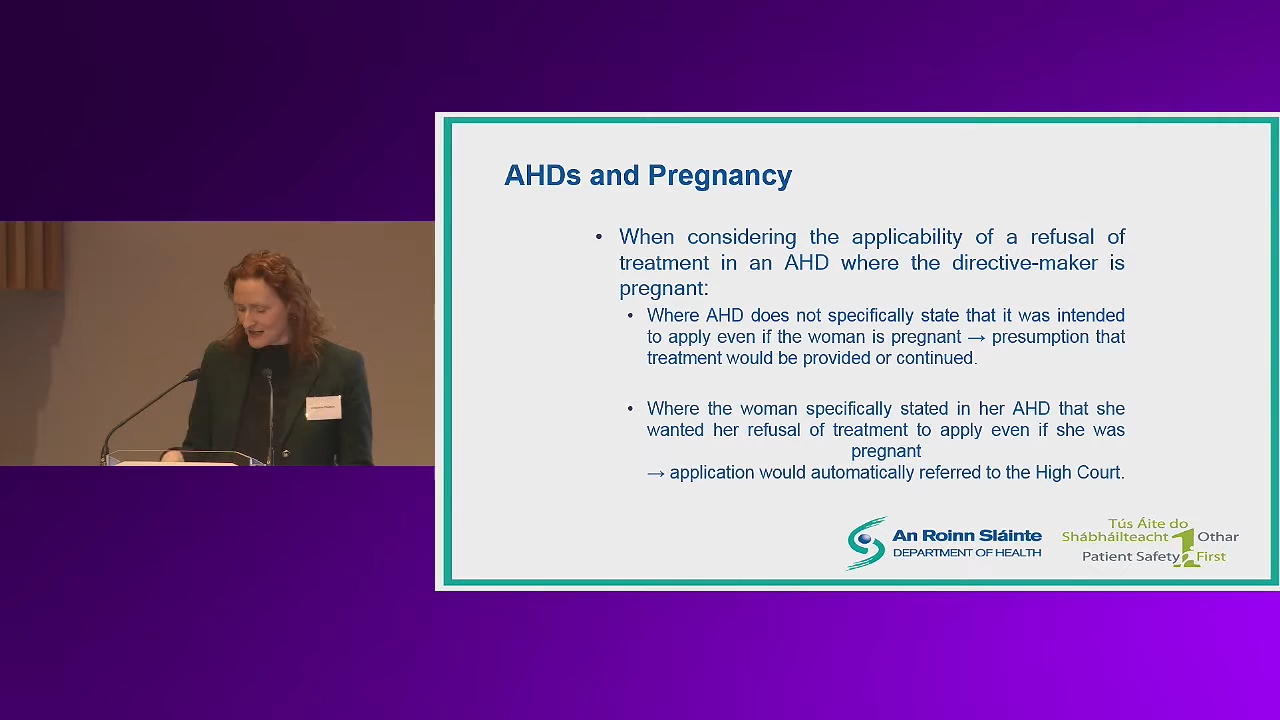 AHDs and Pregnancy
• When considering the applicability of a refusal of
treatment in an AHD where the directive-maker is
pregnant:
• Where AHD does not specifically state that it was intended
to apply even if the woman is pregnant → presumption that
treatment would be provided or continued.
• Where the woman specifically stated in her AHD that she
wanted her refusal of treatment to apply even if she was
pregnant
→ application would automatically referred to the High Court.
An Roinn Sláinte
DEPARTMENT OF HEALTH
Tús Áite do
Shábháilteacht 1 Othar
Patient Safety First